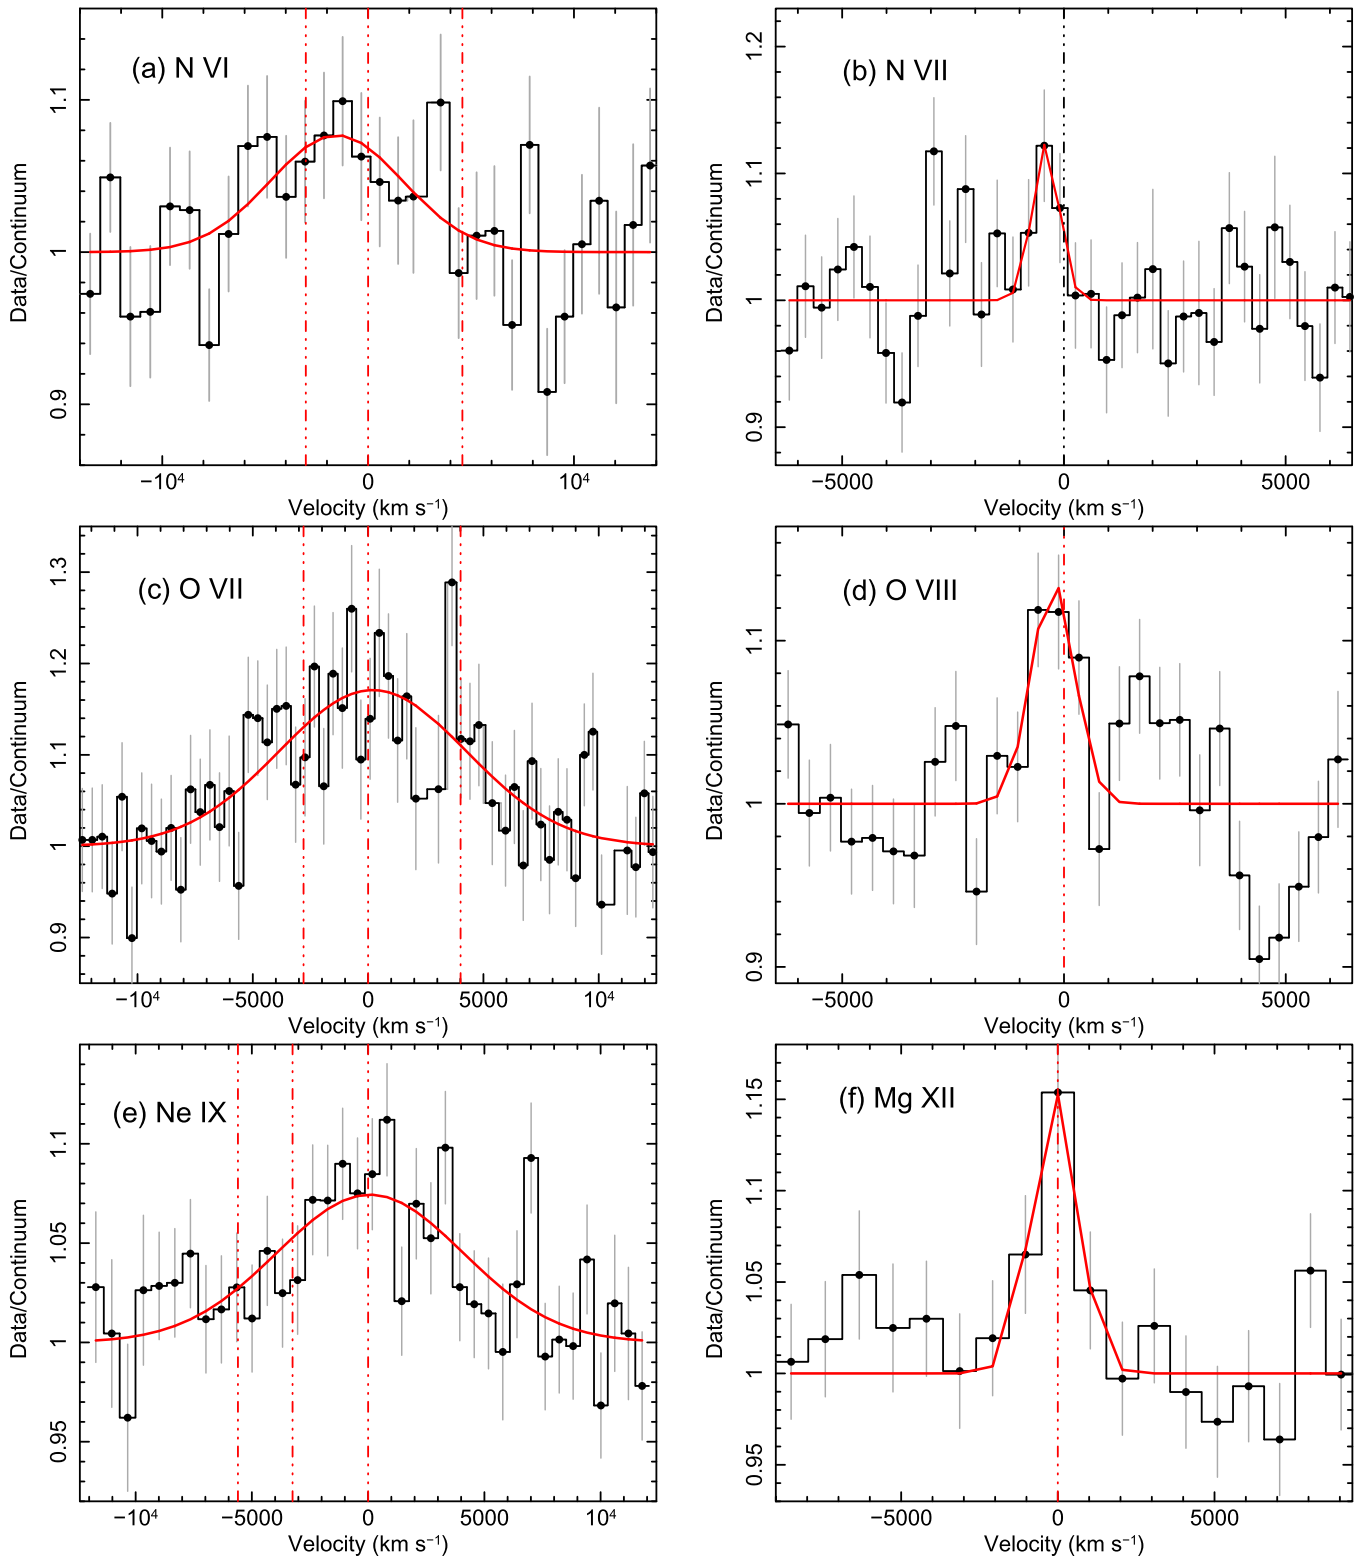 (a) N VI
1.1
1
0.9
Data/Continuum
−10⁴
0
10⁴
Velocity (km s⁻¹)
(b) N VII
1.2
1.1
1
0.9
Data/Continuum
−5000
0
5000
Velocity (km s⁻¹)
(c) O VII
1.3
1.2
1.1
1
0.9
Data/Continuum
−10⁴
−5000
0
5000
10⁴
Velocity (km s⁻¹)
(d) O VIII
1.1
1
0.9
Data/Continuum
−5000
0
5000
Velocity (km s⁻¹)
(e) Ne IX
1.1
1.05
1
0.95
Data/Continuum
−10⁴
−5000
0
5000
10⁴
Velocity (km s⁻¹)
(f) Mg XII
1.15
1.1
1.05
1
0.95
Data/Continuum
−5000
0
5000
Velocity (km s⁻¹)